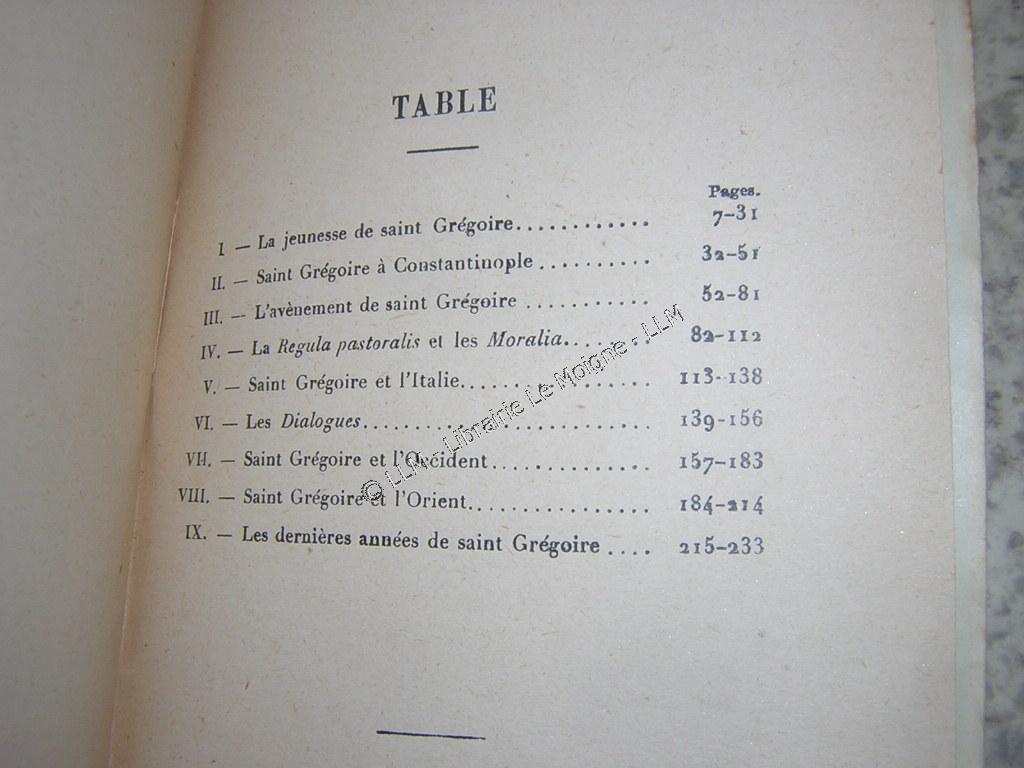 TABLE
Pages.
I — La jeunesse de saint Grégoire............ 7-31
II. — Saint Grégoire à Constantinople .......... 32-51
III. — L'avènement de saint Grégoire ........... 52-81
IV. — La Regula pastoralis et les Moralia........ 82-112
V. — Saint Grégoire et l'Italie................. 113-138
VI. — Les Dialogues.......................... 139-156
VII. — Saint Grégoire et l'Occident.............. 157-183
VIII. — Saint Grégoire et l'Orient................ 184-214
IX. — Les dernières années de saint Grégoire .... 215-233
© LLM - Librairie Le Moigne - LLM